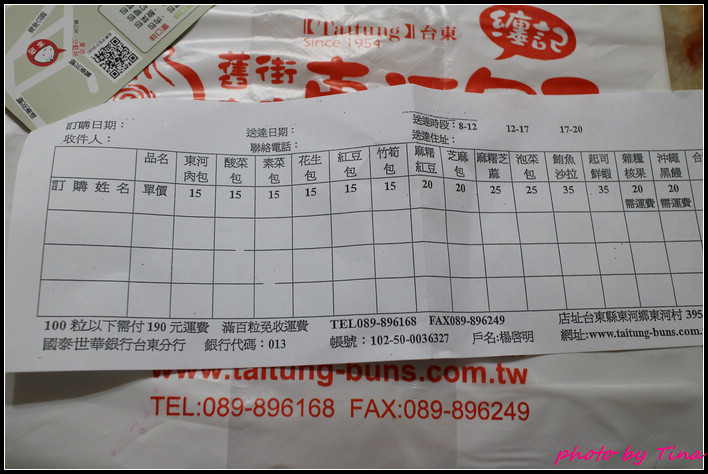 【Taitung】台東
Since 1954
舊街
纏記
訂購日期： 送達日期： 送達時段：8-12 12-17 17-20
收件人： 聯絡電話： 送達住址：
品名 東河肉包 酸菜包 素菜包 花生包 紅豆包 竹筍包 麻糬紅豆 芝麻包 麻糬芝蔴 泡菜包 鮪魚沙拉 起司鮮蝦 雜糧核果 沖繩黑饅 合
訂購姓名 單價 15 15 15 15 15 15 20 20 25 25 35 35 20需運費 20需運費
100 粒以下需付 190 元運費 滿百粒免收運費 TEL089-896168 FAX089-896249 店址台東縣東河鄉東河村 395
國泰世華銀行台東分行 銀行代碼：013 帳號：102-50-0036327 戶名:楊啓明 網址:www.taitung-buns.com
www.taitung-buns.com.tw
TEL:089-896168 FAX:089-896249
photo by Tina